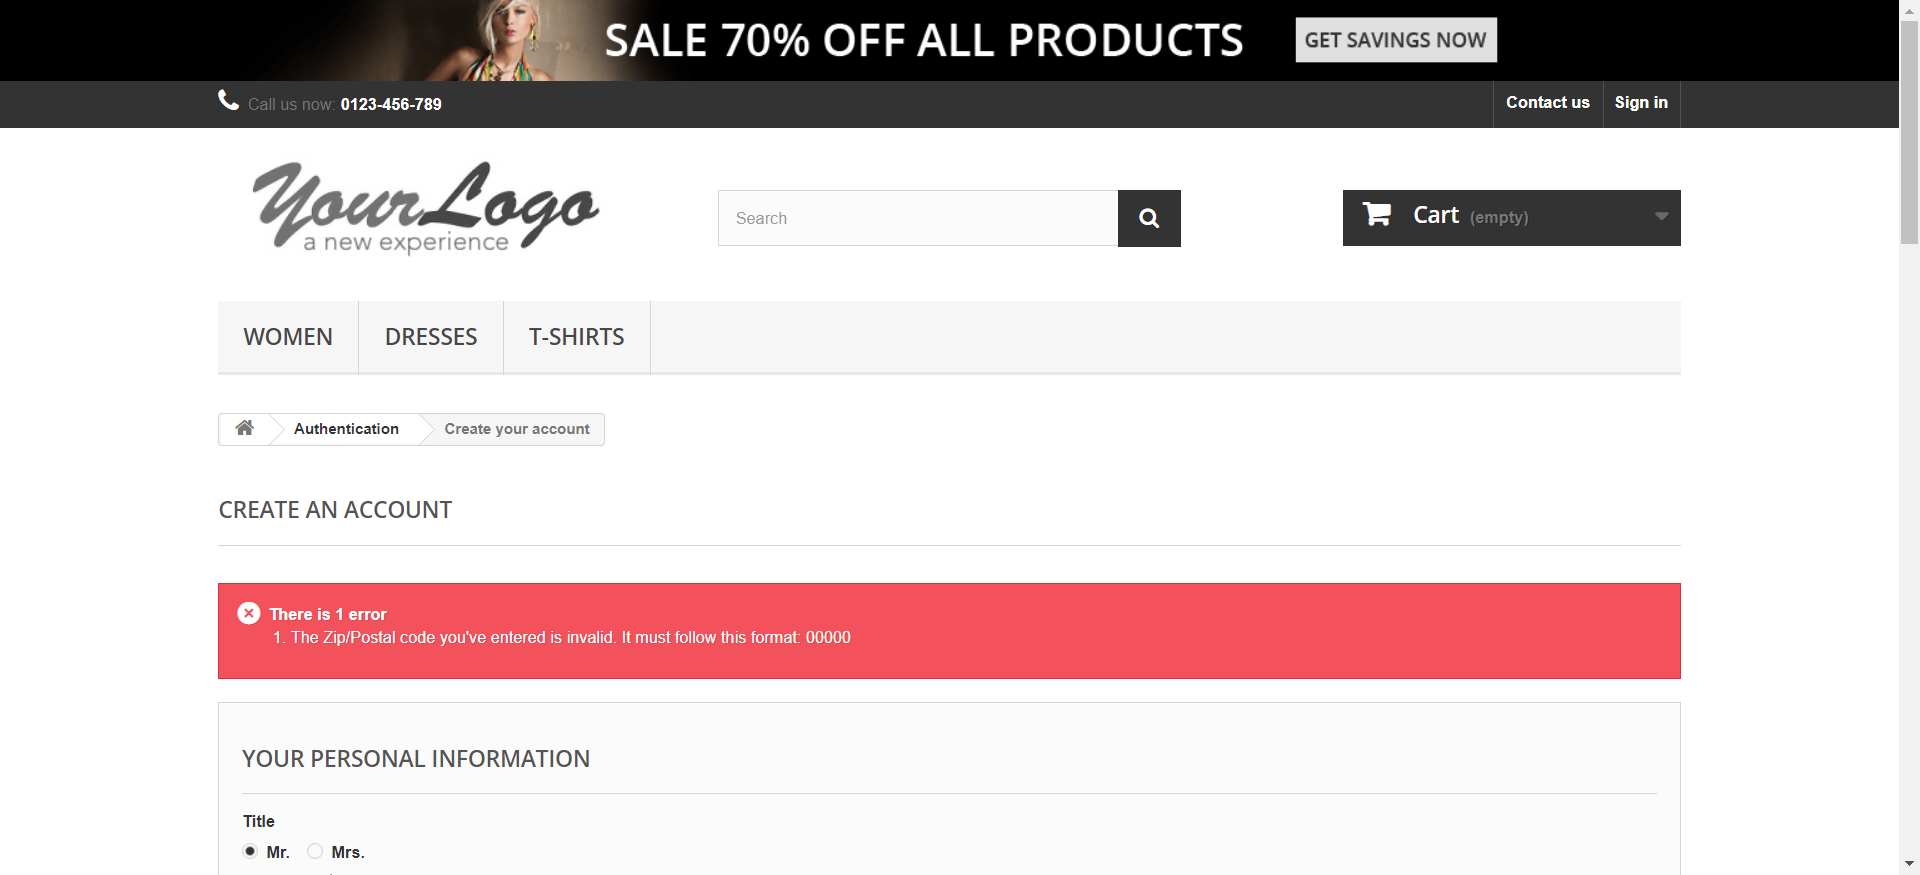 SALE 70% OFF ALL PRODUCTS GET SAVINGS NOW
Call us now: 0123-456-789 Contact us Sign in
YourLogo
a new experience
Search
Cart (empty)
WOMEN DRESSES T-SHIRTS
Authentication Create your account
CREATE AN ACCOUNT
There is 1 error
1. The Zip/Postal code you've entered is invalid. It must follow this format: 00000
YOUR PERSONAL INFORMATION
Title
Mr. Mrs.